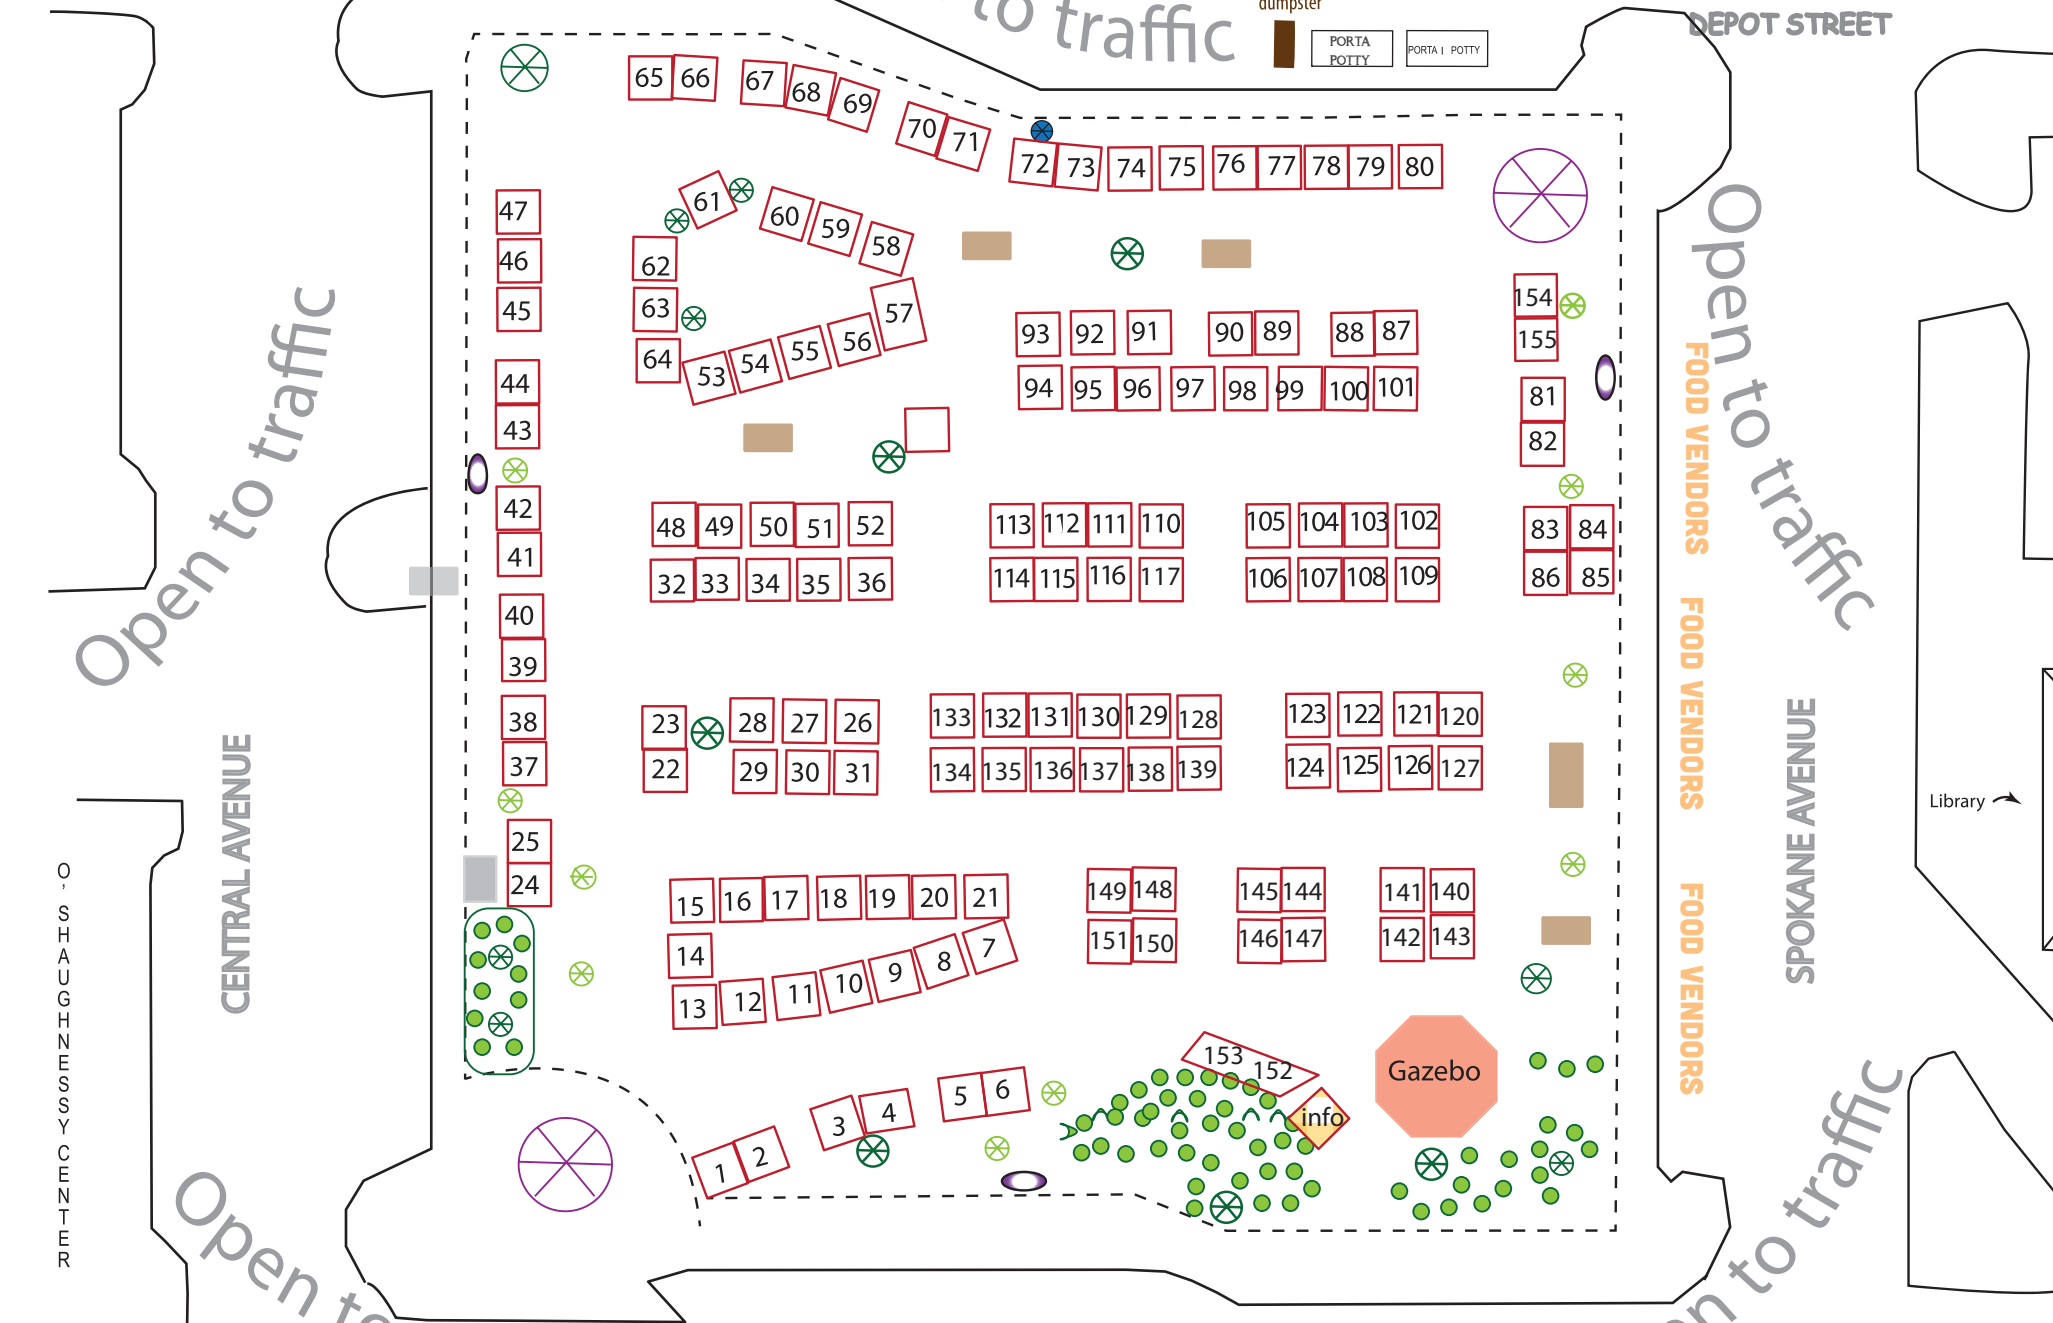 dumpster
to traffic
PORTA
POTTY
PORTA | POTTY
DEPOT STREET
65 66 67 68 69 70 71
72 73 74 75 76 77 78 79 80
61 60 59 58
62
63
64 53 54 55 56 57
47
46
45
44
43
42
41
40
39
38
37
25
24
93 92 91 90 89 88 87
94 95 96 97 98 99 100 101
154
155
81
82
83 84
86 85
48 49 50 51 52
32 33 34 35 36
113 112 111 110 105 104 103 102
114 115 116 117 106 107 108 109
23 28 27 26
22 29 30 31
133 132 131 130 129 128 123 122 121 120
134 135 136 137 138 139 124 125 126 127
15 16 17 18 19 20 21
14
13 12 11 10 9 8 7
149 148 145 144 141 140
151 150 146 147 142 143
153 152
info
Gazebo
1 2 3 4 5 6
Open to traffic
CENTRAL AVENUE
O'SHAUGHNESSY CENTER
Open to
Open to traffic
FOOD VENDORS
FOOD VENDORS
FOOD VENDORS
SPOKANE AVENUE
Library
en to traffic